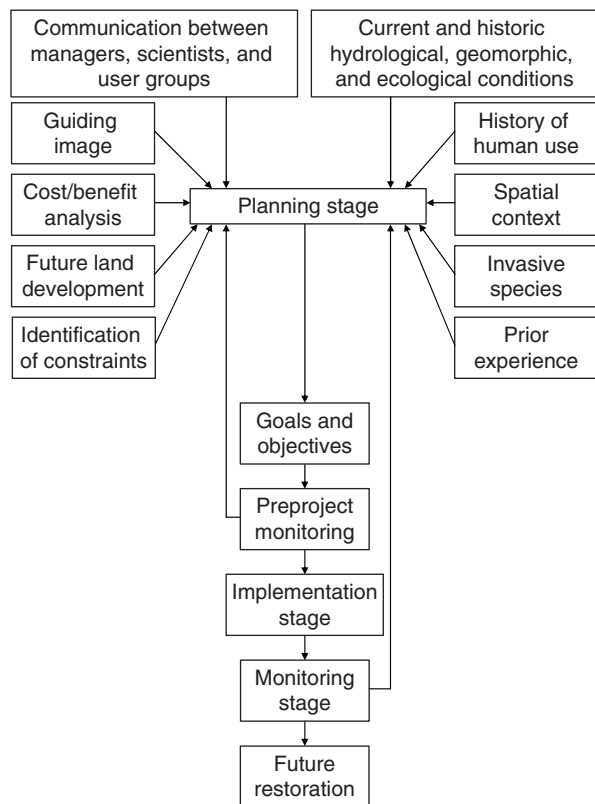 Communication between
managers, scientists, and
user groups
Current and historic
hydrological, geomorphic,
and ecological conditions
Guiding
image
History of
human use
Cost/benefit
analysis
Planning stage
Spatial
context
Future land
development
Invasive
species
Identification
of constraints
Prior
experience
Goals and
objectives
Preproject
monitoring
Implementation
stage
Monitoring
stage
Future
restoration